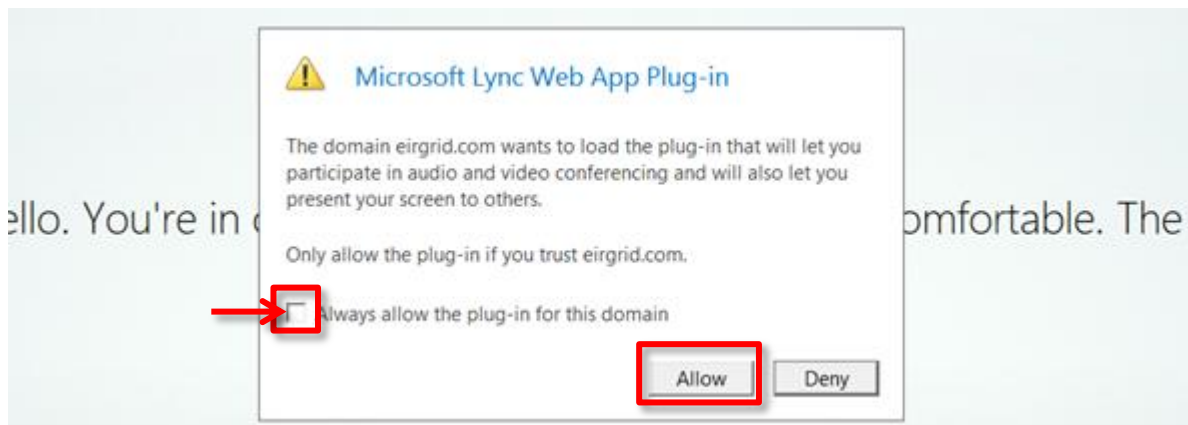 Microsoft Lync Web App Plug-in
The domain eirgrid.com wants to load the plug-in that will let you
participate in audio and video conferencing and will also let you
present your screen to others.
ello. You're in omfortable. The
Only allow the plug-in if you trust eirgrid.com.
Always allow the plug-in for this domain
Allow Deny